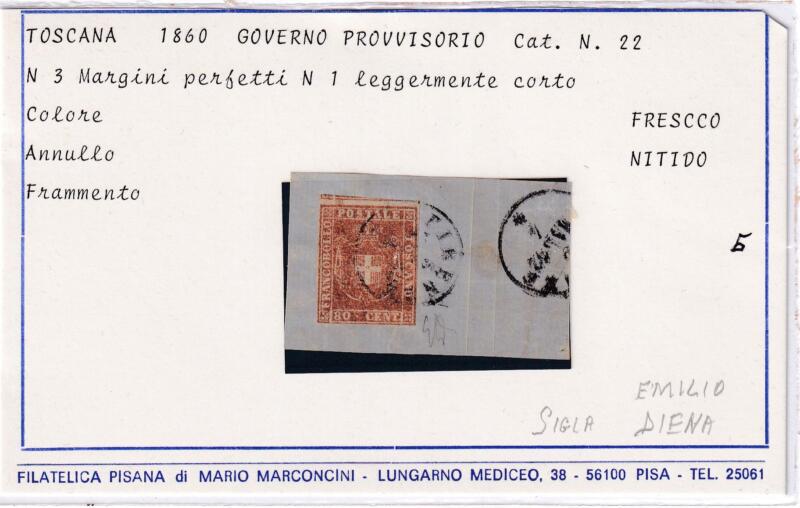 TOSCANA 1860 GOVERNO PROVVISORIO Cat. N. 22
N 3 Margini perfetti N 1 leggermente corto
Colore FRESCCO
Annullo NITIDO
Frammento
5
FRANCOBOLLO
POSTALE
TOSCANO
80 CENT
FIRENZE
EMILIO
SIGLA DIENA
FILATELICA PISANA di MARIO MARCONCINI - LUNGARNO MEDICEO, 38 - 56100 PISA - TEL. 25061